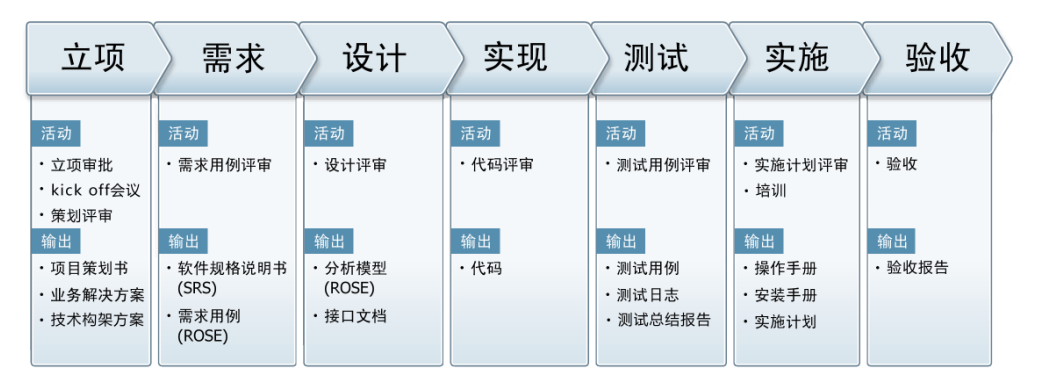 立项
需求
设计
实现
测试
实施
验收
活动
· 立项审批
· kick off会议
· 策划评审
输出
· 项目策划书
· 业务解决方案
· 技术构架方案
活动
· 需求用例评审
输出
· 软件规格说明书
(SRS)
· 需求用例
(ROSE)
活动
· 设计评审
输出
· 分析模型
(ROSE)
· 接口文档
活动
· 代码评审
输出
· 代码
活动
· 测试用例评审
输出
· 测试用例
· 测试日志
· 测试总结报告
活动
· 实施计划评审
· 培训
输出
· 操作手册
· 安装手册
· 实施计划
活动
· 验收
输出
· 验收报告